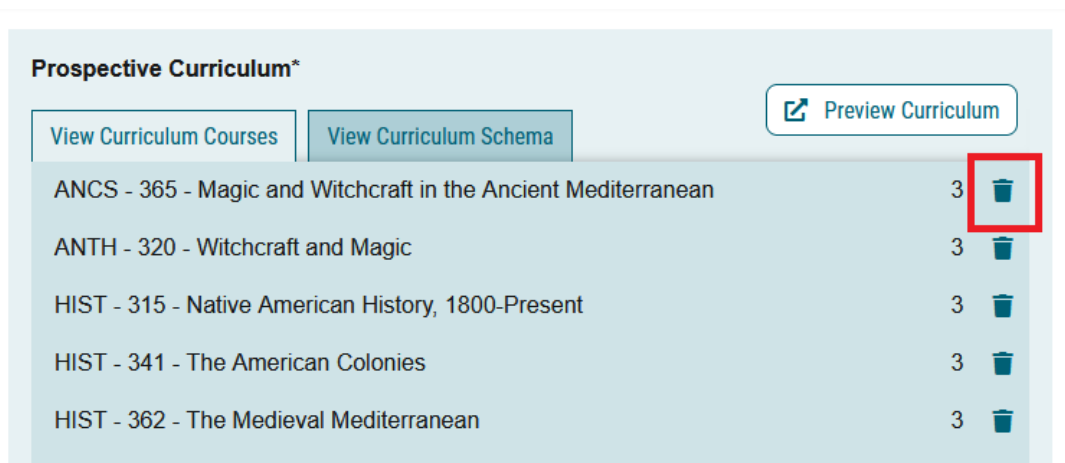 Prospective Curriculum*
Preview Curriculum
View Curriculum Courses View Curriculum Schema
ANCS - 365 - Magic and Witchcraft in the Ancient Mediterranean 3
ANTH - 320 - Witchcraft and Magic 3
HIST - 315 - Native American History, 1800-Present 3
HIST - 341 - The American Colonies 3
HIST - 362 - The Medieval Mediterranean 3